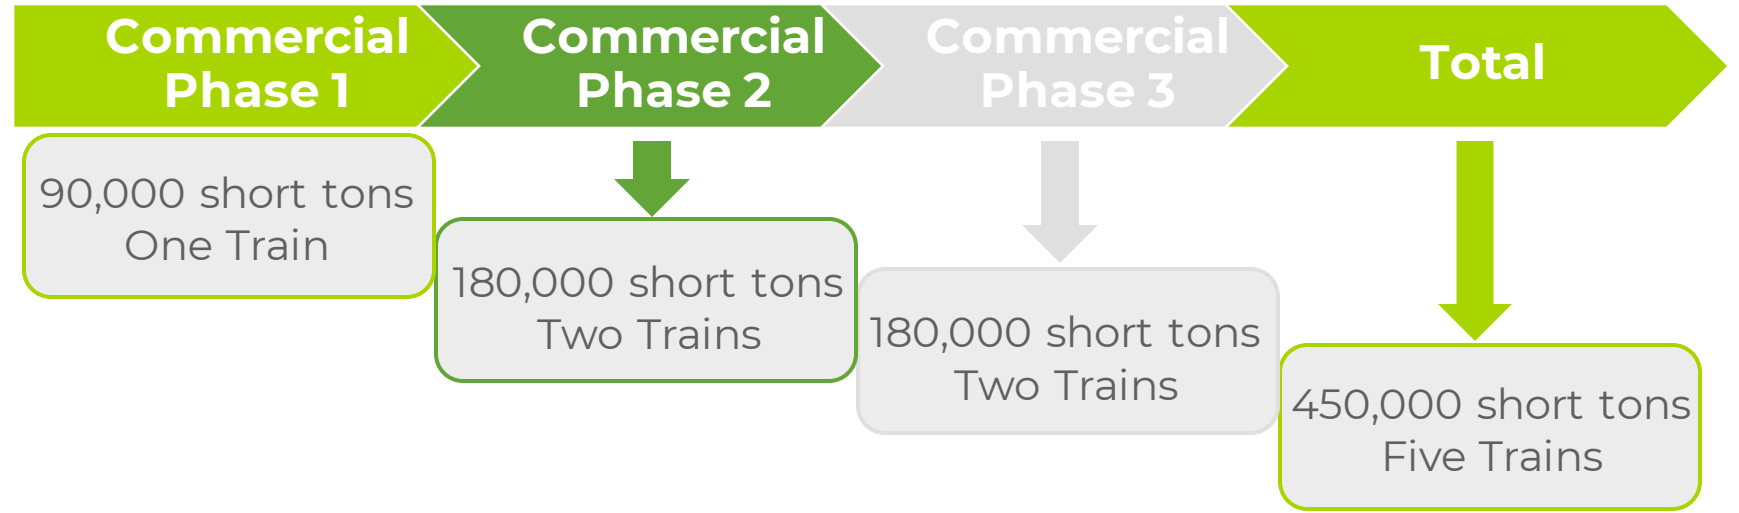 Commercial
Phase 1
Commercial
Phase 2
Commercial
Phase 3
Total
90,000 short tons
One Train
180,000 short tons
Two Trains
180,000 short tons
Two Trains
450,000 short tons
Five Trains